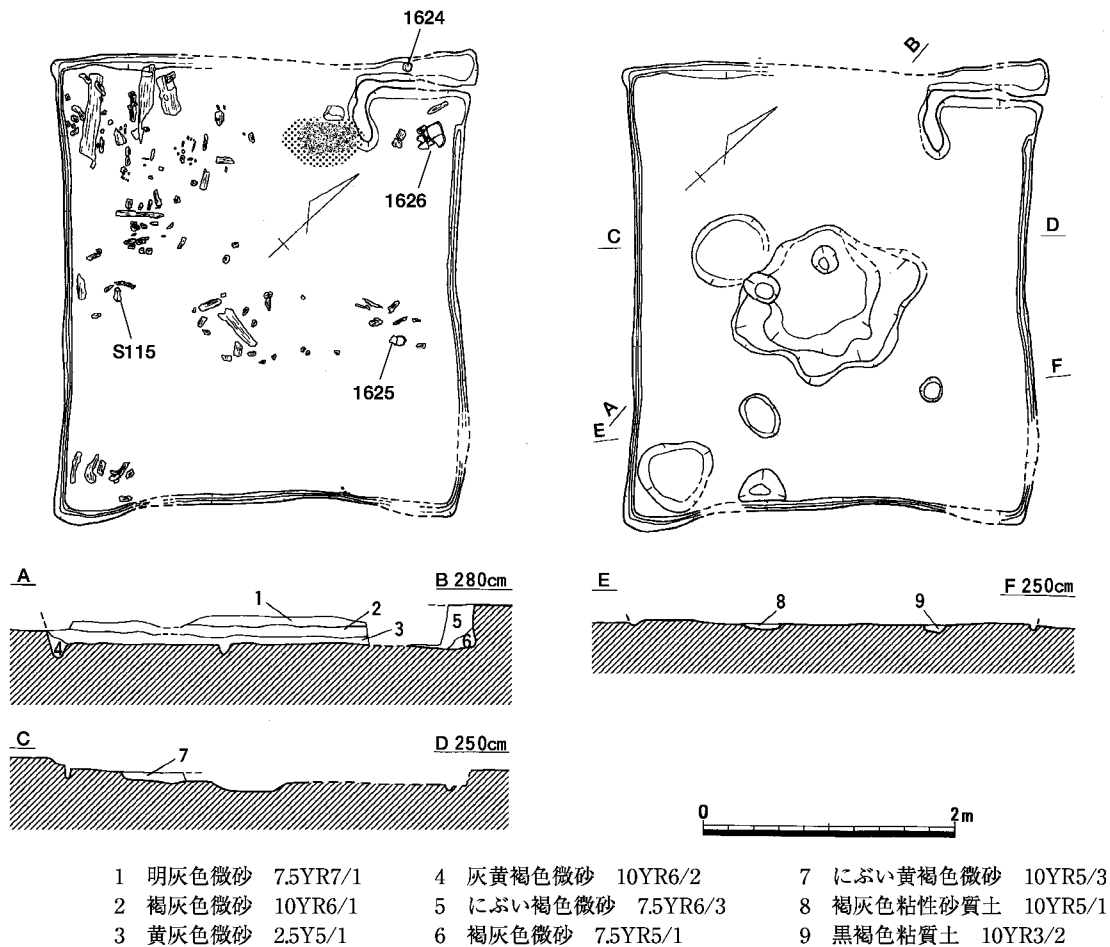 1624
B
1626
C
D
S115
1625
F
A
E
A
B 280cm
1
2
3
4
5
6
E
F 250cm
8
9
C
D 250cm
7
0
2m
1 明灰色微砂 7.5YR7/1
2 褐灰色微砂 10YR6/1
3 黄灰色微砂 2.5Y5/1
4 灰黄褐色微砂 10YR6/2
5 にぶい褐色微砂 7.5YR6/3
6 褐灰色微砂 7.5YR5/1
7 にぶい黄褐色微砂 10YR5/3
8 褐灰色粘性砂質土 10YR5/1
9 黒褐色粘質土 10YR3/2